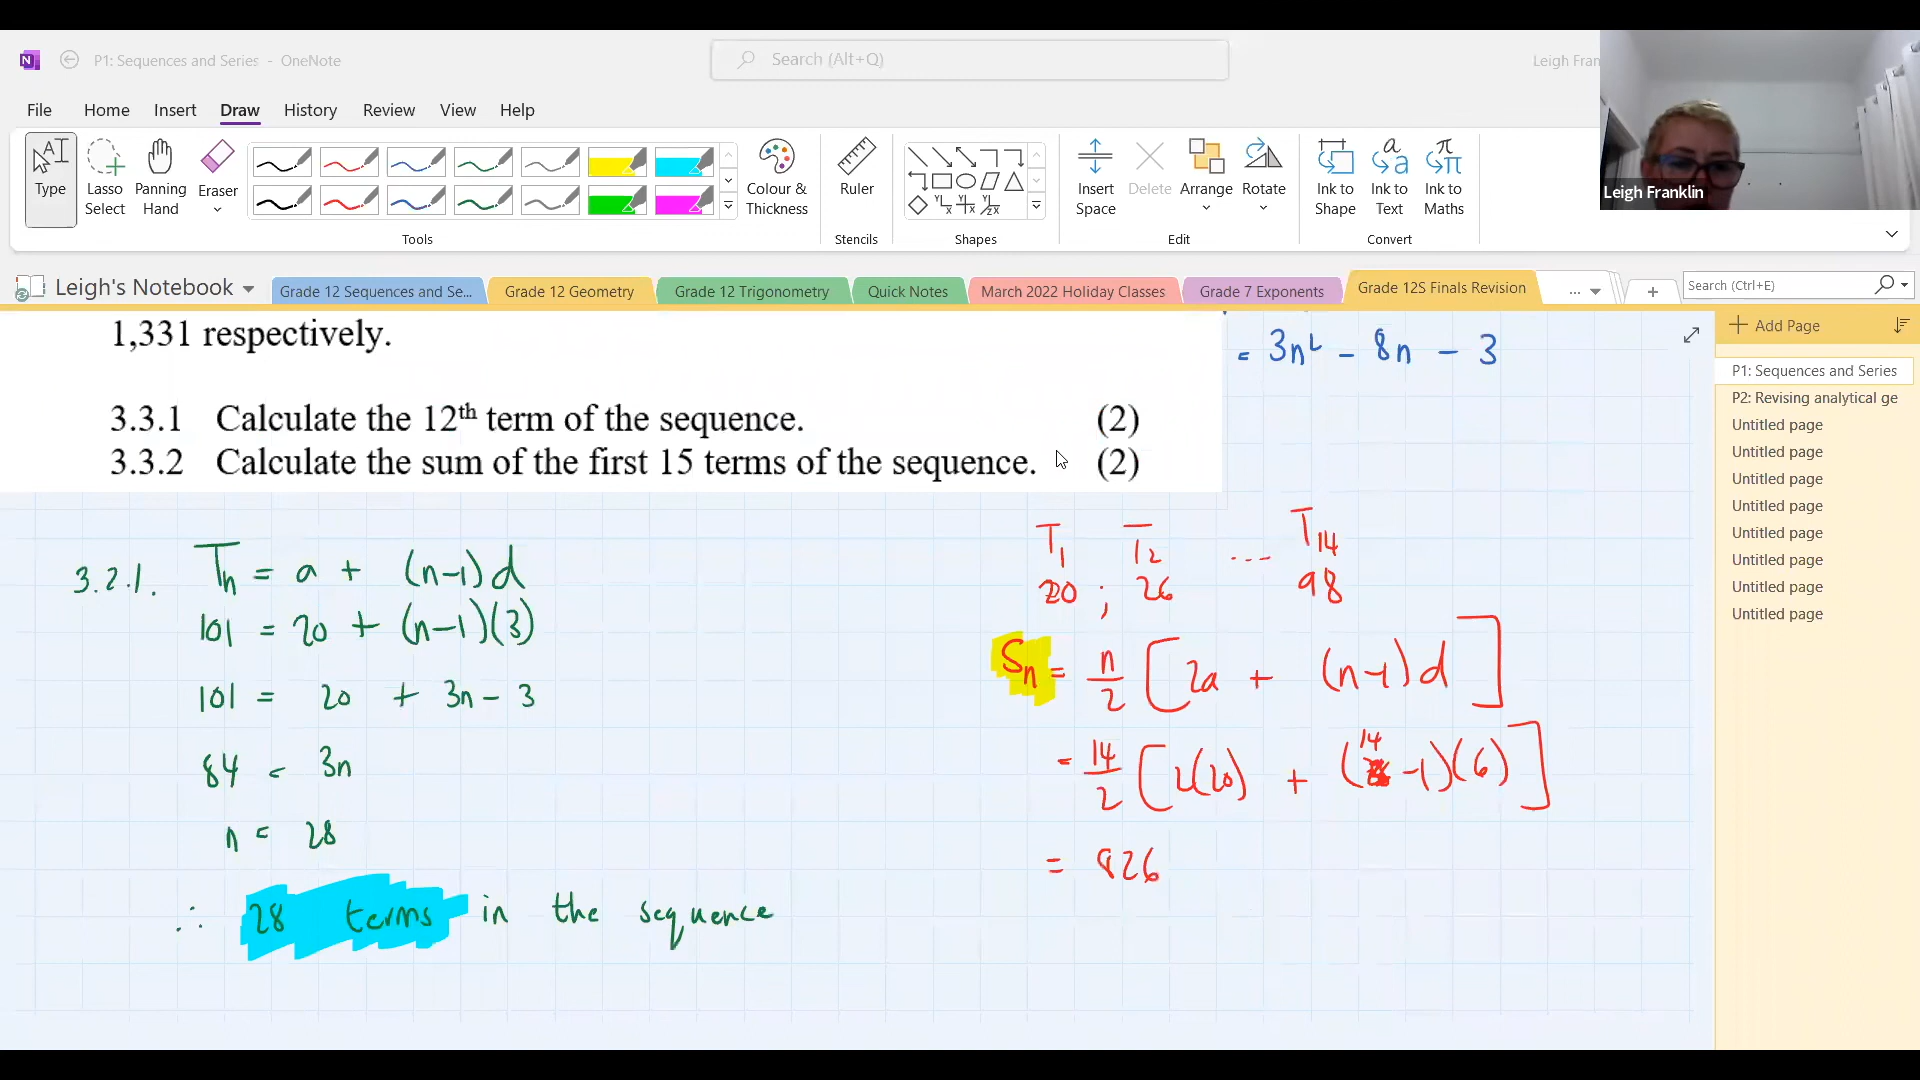 P1: Sequences and Series - OneNote
Search (Alt+Q)
Leigh Fran
File Home Insert Draw History Review View Help
Type
Lasso Select
Panning Hand
Eraser
Colour & Thickness
Ruler
Insert Space
Delete
Arrange
Rotate
Ink to Shape
Ink to Text
Ink to Maths
Leigh Franklin
Tools Stencils Shapes Edit Convert
Leigh's Notebook
Grade 12 Sequences and Se...
Grade 12 Geometry
Grade 12 Trigonometry
Quick Notes
March 2022 Holiday Classes
Grade 7 Exponents
Grade 12S Finals Revision
...
Search (Ctrl+E)
Add Page
P1: Sequences and Series
P2: Revising analytical ge
Untitled page
Untitled page
Untitled page
Untitled page
Untitled page
Untitled page
Untitled page
Untitled page
1,331 respectively.
= 3n² - 8n - 3
3.3.1 Calculate the 12th term of the sequence. (2)
3.3.2 Calculate the sum of the first 15 terms of the sequence. (2)
3.2.1. Tn = a + (n-1)d
101 = 20 + (n-1)(3)
101 = 20 + 3n - 3
84 = 3n
n = 28
∴ 28 terms in the sequence
T1 T2 ... T14
20 ; 26 98
Sn = n/2 [2a + (n-1)d]
= 14/2 [2(20) + (14-1)(6)]
= 826